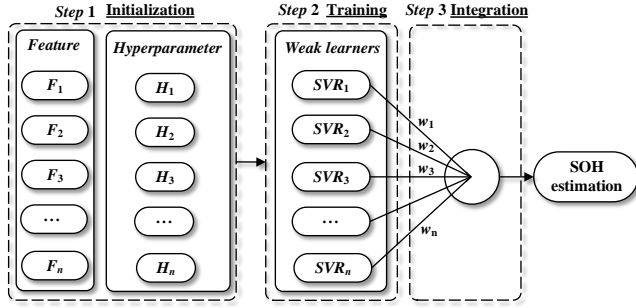 Step 1 Initialization
Step 2 Training
Step 3 Integration
Feature
F1
F2
F3
...
Fn
Hyperparameter
H1
H2
H3
...
Hn
Weak learners
SVR1
SVR2
SVR3
...
SVRn
w1
w2
w3
wn
SOH
estimation